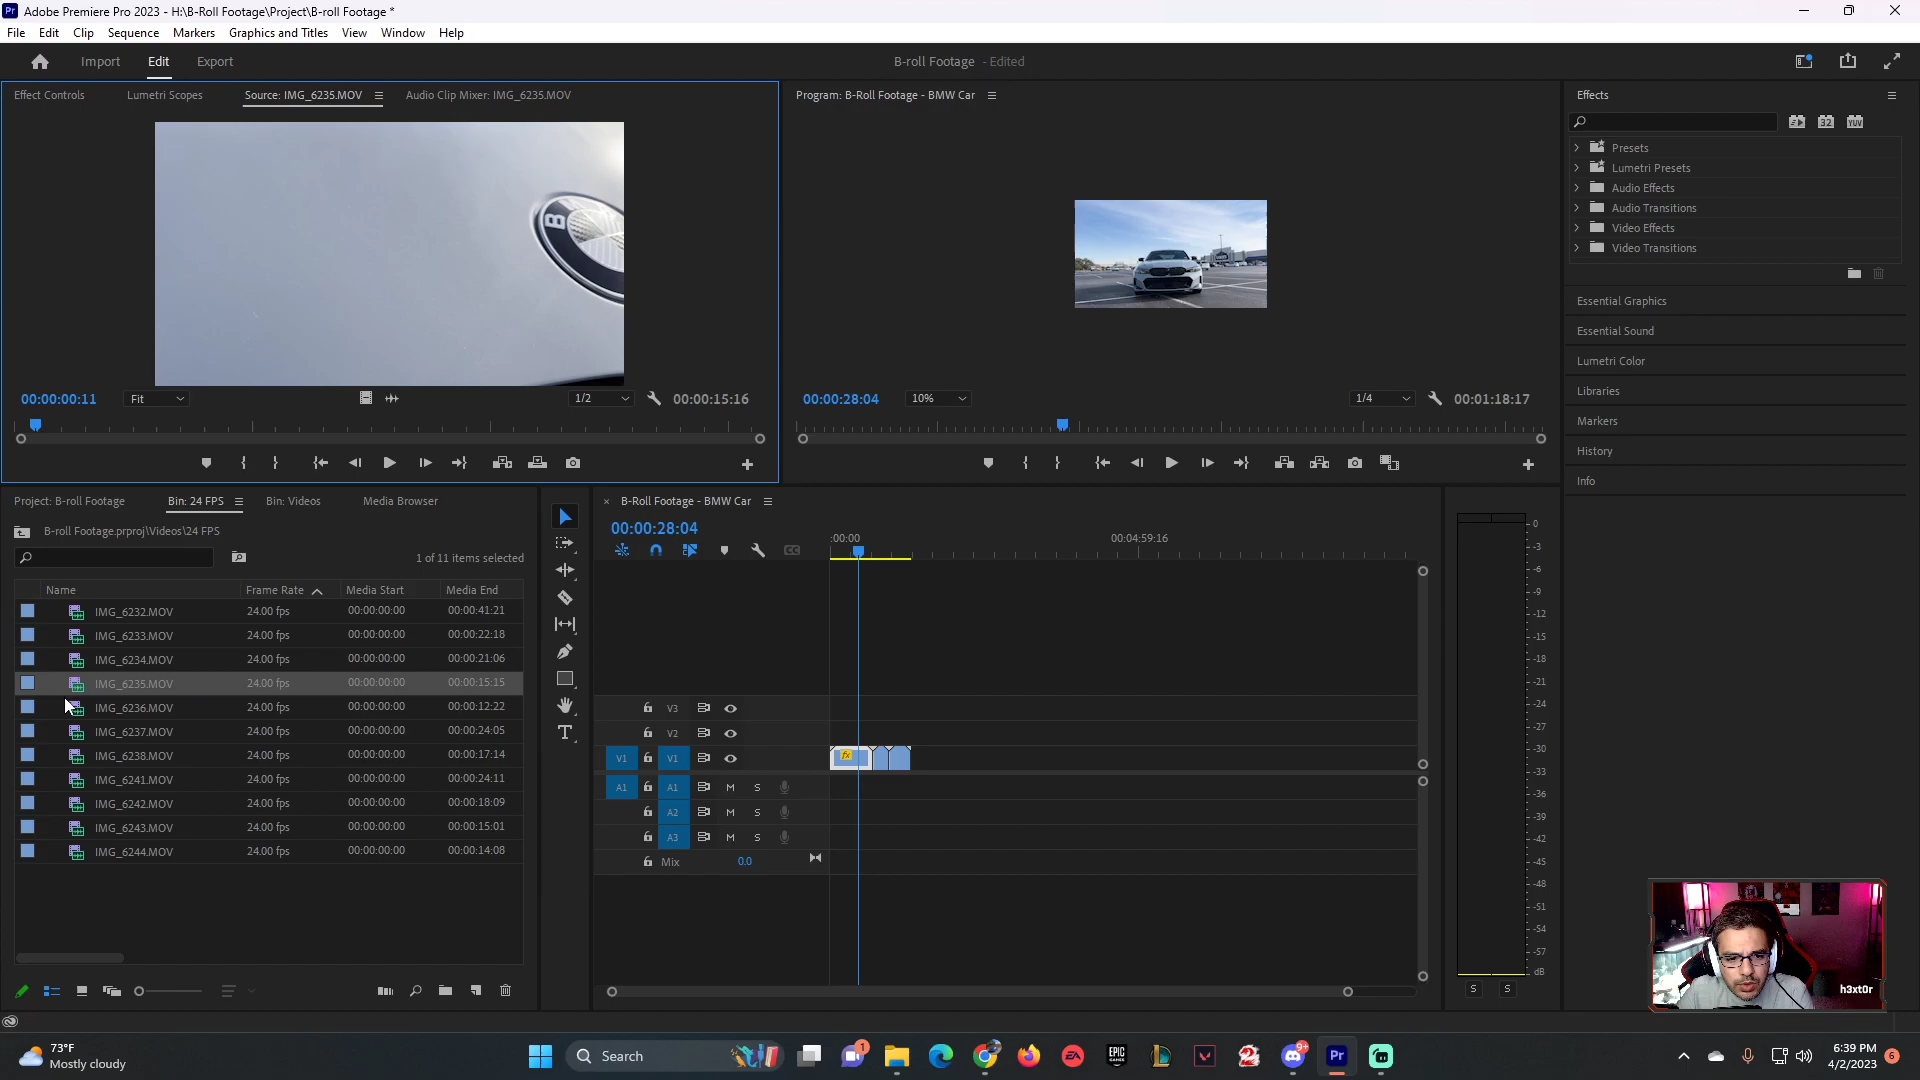 Pr Adobe Premiere Pro 2023 - H:\B-Roll Footage\Project\B-roll Footage *
File Edit Clip Sequence Markers Graphics and Titles View Window Help
Import Edit Export B-roll Footage - Edited
Effect Controls Lumetri Scopes Source: IMG_6235.MOV Audio Clip Mixer: IMG_6235.MOV
Program: B-Roll Footage - BMW Car
Effects
32 YUV
Presets
Lumetri Presets
Audio Effects
Audio Transitions
Video Effects
Video Transitions
Essential Graphics
Essential Sound
Lumetri Color
Libraries
Markers
History
Info
B
00:00:00:11 Fit 1/2 00:00:15:16
00:00:28:04 10% 1/4 00:01:18:17
Project: B-roll Footage Bin: 24 FPS Bin: Videos Media Browser
B-roll Footage.prproj\Videos\24 FPS
1 of 11 items selected
Name Frame Rate Media Start Media End
IMG_6232.MOV 24.00 fps 00:00:00:00 00:00:41:21
IMG_6233.MOV 24.00 fps 00:00:00:00 00:00:22:18
IMG_6234.MOV 24.00 fps 00:00:00:00 00:00:21:06
IMG_6235.MOV 24.00 fps 00:00:00:00 00:00:15:15
IMG_6236.MOV 24.00 fps 00:00:00:00 00:00:12:22
IMG_6237.MOV 24.00 fps 00:00:00:00 00:00:24:05
IMG_6238.MOV 24.00 fps 00:00:00:00 00:00:17:14
IMG_6241.MOV 24.00 fps 00:00:00:00 00:00:24:11
IMG_6242.MOV 24.00 fps 00:00:00:00 00:00:18:09
IMG_6243.MOV 24.00 fps 00:00:00:00 00:00:15:01
IMG_6244.MOV 24.00 fps 00:00:00:00 00:00:14:08
T
× B-Roll Footage - BMW Car
00:00:28:04
CC
:00:00 00:04:59:16
V3
V2
V1 V1
fx
A1 A1 M S
A2 M S
A3 M S
Mix 0.0
0
-3
-6
-9
-12
-15
-18
-21
-24
-27
-30
-33
-36
-39
-42
-45
-48
-51
-54
-57
dB
S S
h3xt0r
73°F
Mostly cloudy
Search
1
EA
EPIC GAMES
9+
Pr
6:39 PM
4/2/2023
6